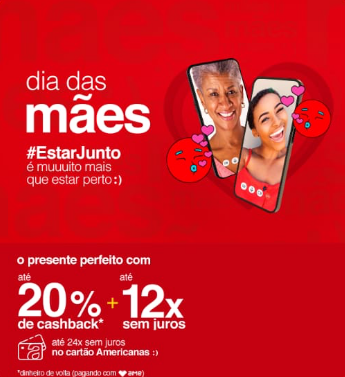 dia das
mães
#EstarJunto
é muuuito mais
que estar perto :)
o presente perfeito com
até
20%
de cashback*
+
até
12x
sem juros
a
até 24x sem juros
no cartão Americanas :)
*dinheiro de volta (pagando com ame)